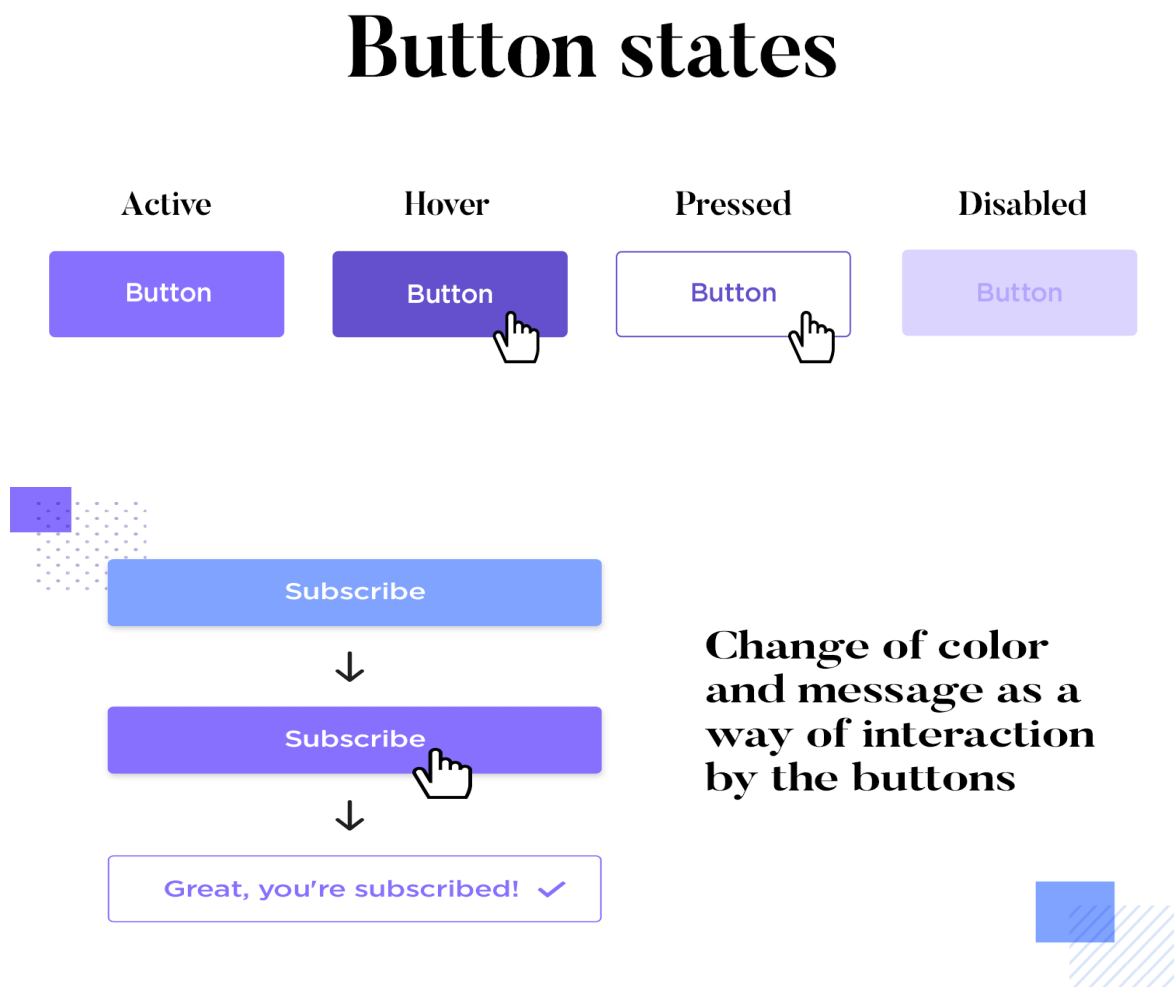 Button states
Active
Hover
Pressed
Disabled
Button
Button
Button
Button
Subscribe
Subscribe
Great, you're subscribed!
Change of color
and message as a
way of interaction
by the buttons